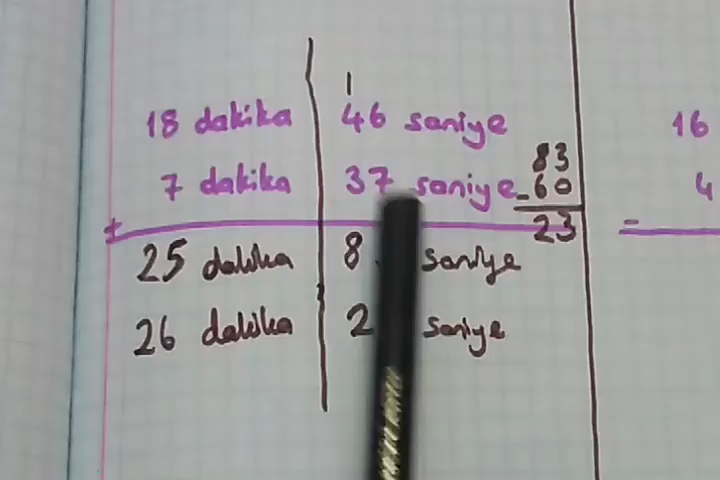 1
18 dakika 46 saniye 16
83
7 dakika 37 saniye - 60 4
+ -
23
25 dakika 8 saniye
26 dakika 2 saniye